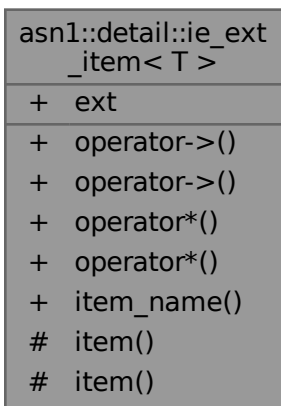 asn1::detail::ie_ext
_item< T >
+ ext
+ operator->()
+ operator->()
+ operator*()
+ operator*()
+ item_name()
# item()
# item()